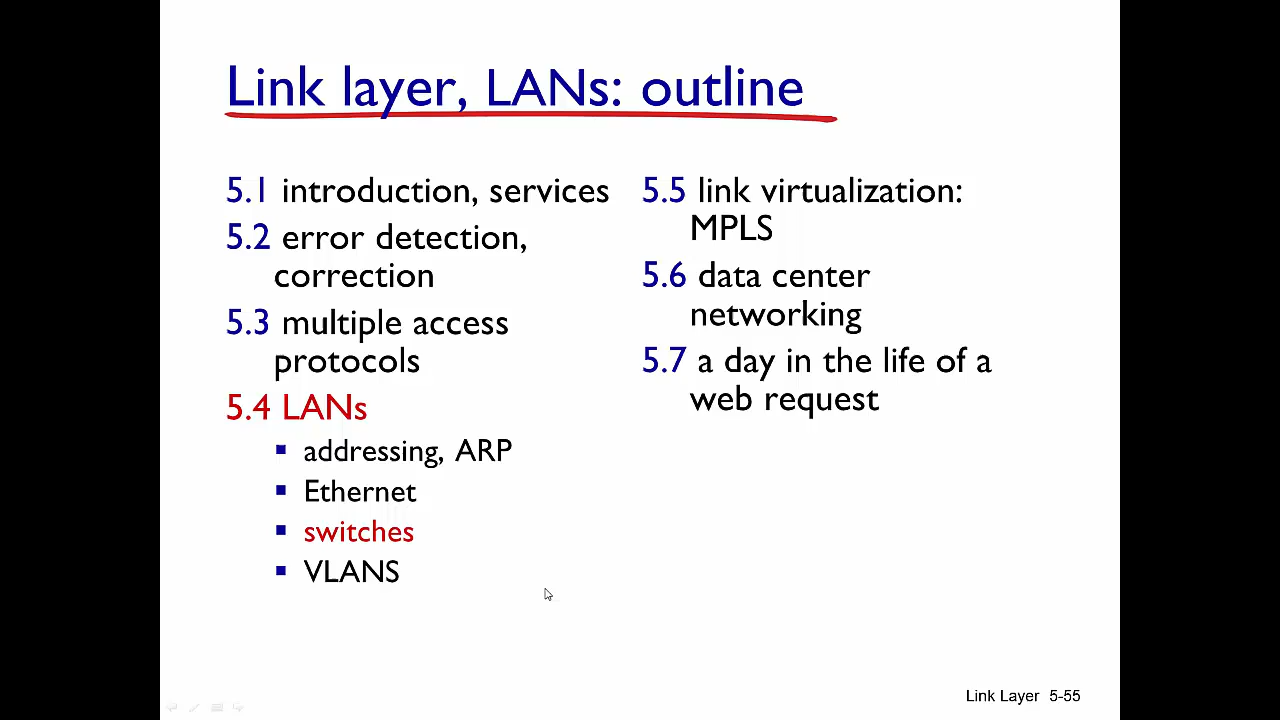 Link layer, LANs: outline
5.1 introduction, services
5.2 error detection,
correction
5.3 multiple access
protocols
5.4 LANs
addressing, ARP
Ethernet
switches
VLANS
5.5 link virtualization:
MPLS
5.6 data center
networking
5.7 a day in the life of a
web request
Link Layer 5-55